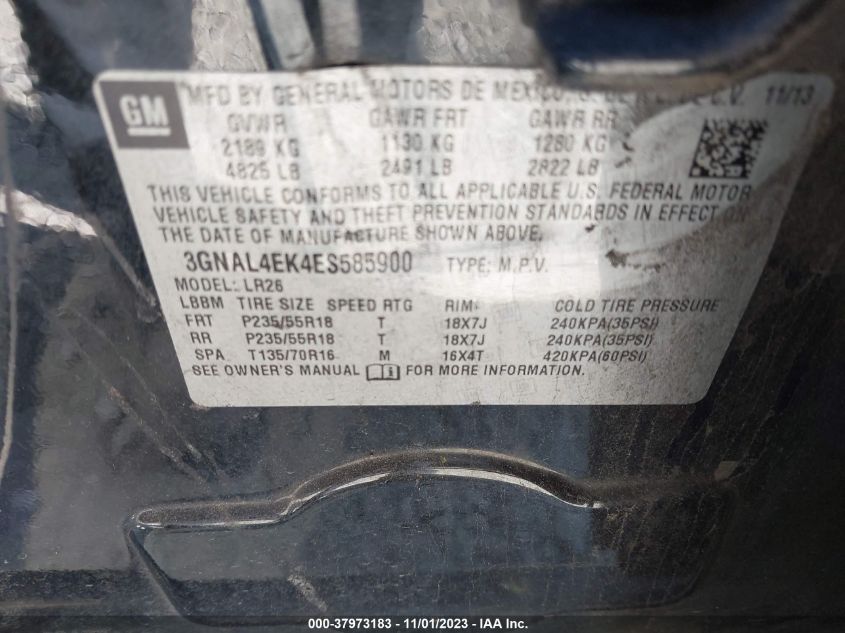 GM
MFD BY GENERAL MOTORS DE MEXICO, S. DE R.L. DE C.V. 11/13
GVWR GAWR FRT GAWR RR
2189 KG 1130 KG 1280 KG
4825 LB 2491 LB 2822 LB
THIS VEHICLE CONFORMS TO ALL APPLICABLE U.S. FEDERAL MOTOR
VEHICLE SAFETY AND THEFT PREVENTION STANDARDS IN EFFECT ON
THE DATE OF MANUFACTURE SHOWN ABOVE.
3GNAL4EK4ES585900 TYPE: M.P.V.
MODEL: LR26
LBBM TIRE SIZE SPEED RTG RIM COLD TIRE PRESSURE
FRT P235/55R18 T 18X7J 240KPA(35PSI)
RR P235/55R18 T 18X7J 240KPA(35PSI)
SPA T135/70R16 M 16X4T 420KPA(60PSI)
SEE OWNER'S MANUAL FOR MORE INFORMATION.
000-37973183 - 11/01/2023 - IAA Inc.